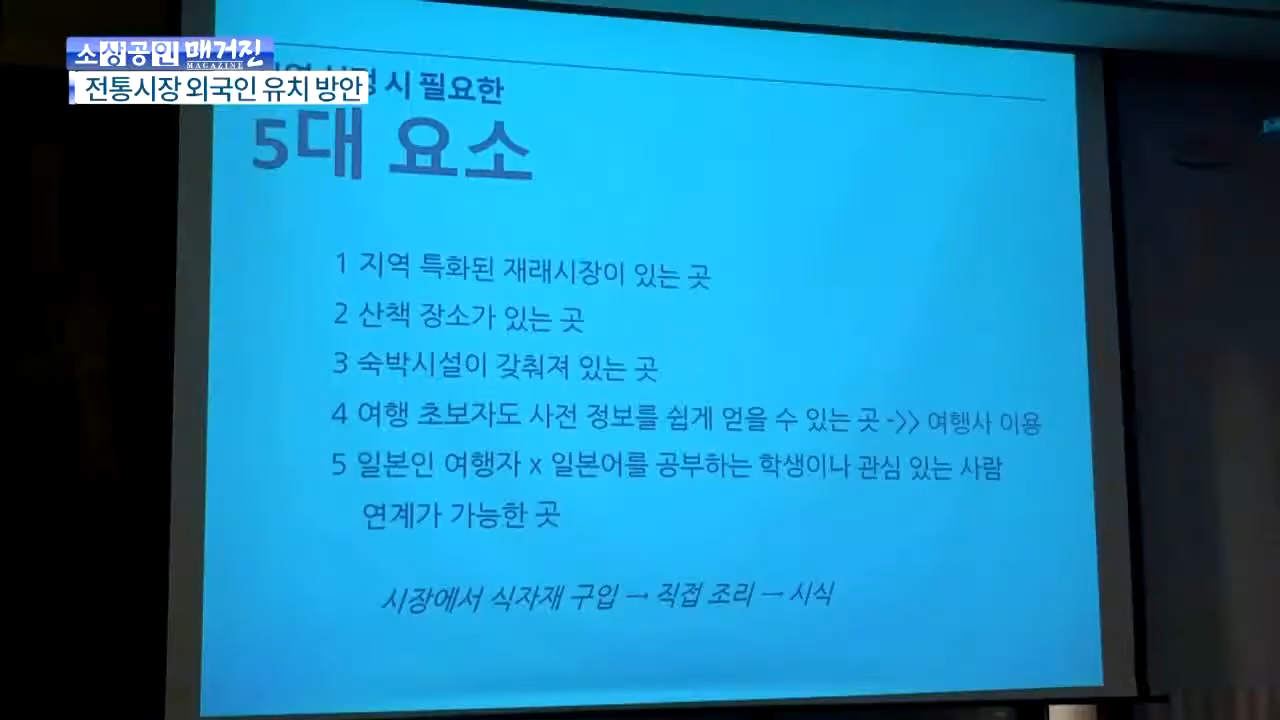 소상공인 매거진
MAGAZINE
전통시장 외국인 유치 방안
시 필요한
5대 요소
1 지역 특화된 재래시장이 있는 곳
2 산책 장소가 있는 곳
3 숙박시설이 갖춰져 있는 곳
4 여행 초보자도 사전 정보를 쉽게 얻을 수 있는 곳 ->> 여행사 이용
5 일본인 여행자 x 일본어를 공부하는 학생이나 관심 있는 사람
연계가 가능한 곳
시장에서 식자재 구입 → 직접 조리 → 시식